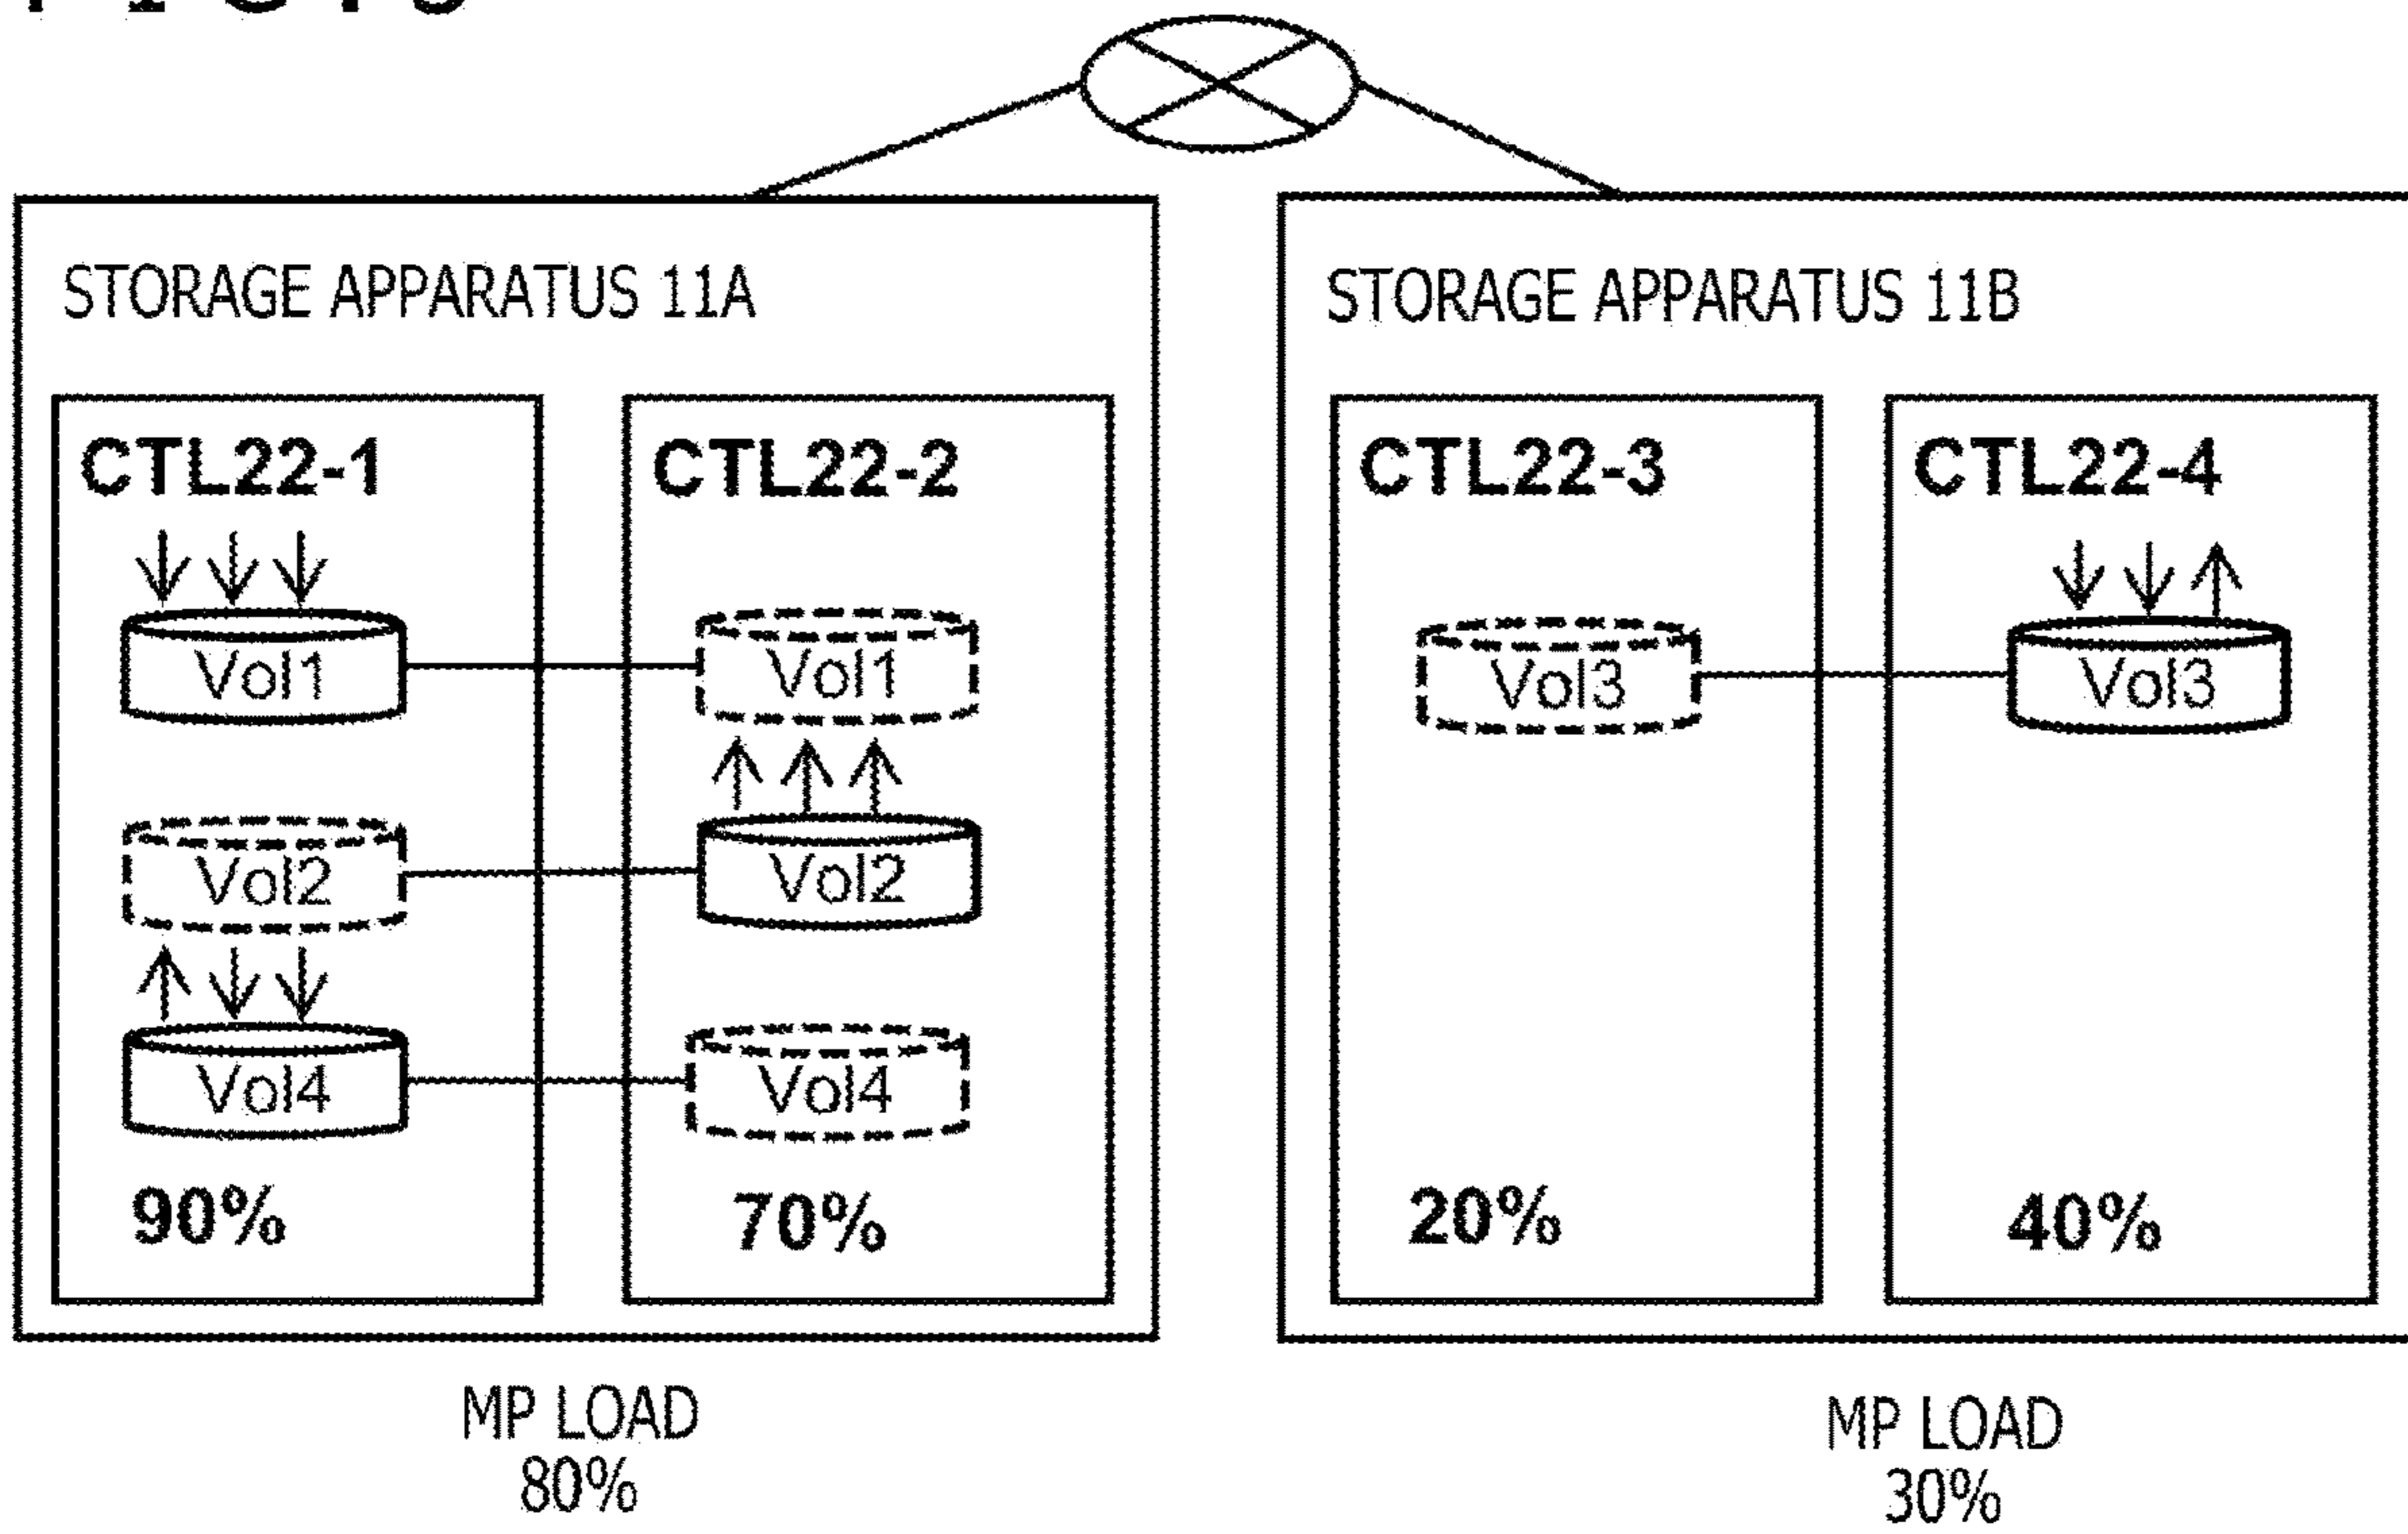 STORAGE APPARATUS 11A
STORAGE APPARATUS 11B
CTL22-1
CTL22-2
CTL22-3
CTL22-4
Vol1
Vol1
Vol3
Vol3
Vol2
Vol2
Vol4
Vol4
90%
70%
20%
40%
MP LOAD
80%
MP LOAD
30%